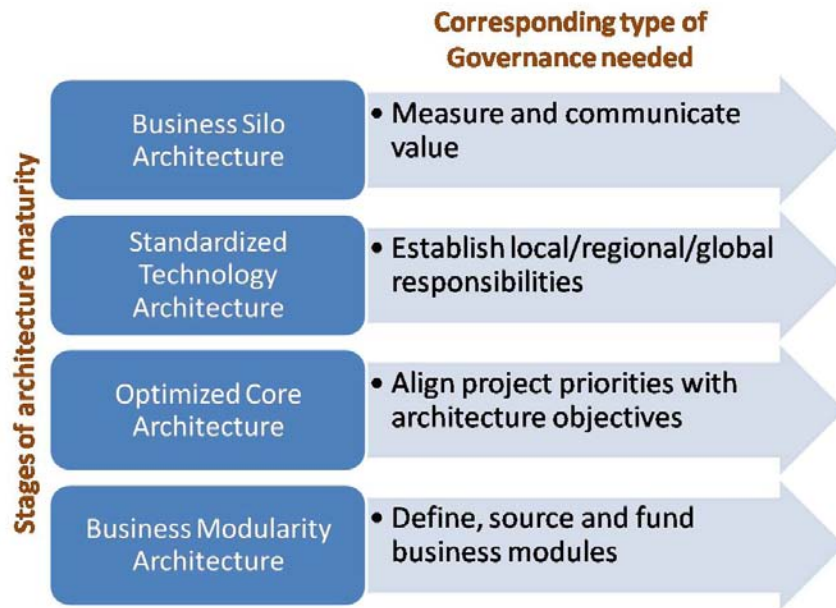 Corresponding type of
Governance needed
Stages of architecture maturity
Business Silo
Architecture
• Measure and communicate
value
Standardized
Technology
Architecture
• Establish local/regional/global
responsibilities
Optimized Core
Architecture
• Align project priorities with
architecture objectives
Business Modularity
Architecture
• Define, source and fund
business modules